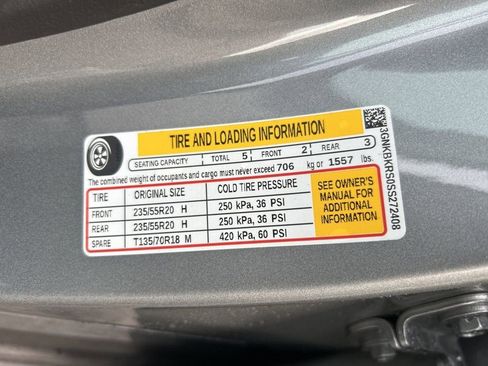 TIRE AND LOADING INFORMATION
SEATING CAPACITY TOTAL 5 FRONT 2 REAR 3
The combined weight of occupants and cargo must never exceed 706 kg or 1557 lbs.
TIRE ORIGINAL SIZE COLD TIRE PRESSURE
FRONT 235/55R20 H 250 kPa, 36 PSI
REAR 235/55R20 H 250 kPa, 36 PSI
SPARE T135/70R18 M 420 kPa, 60 PSI
SEE OWNER'S
MANUAL FOR
ADDITIONAL
INFORMATION
3GNKBKRS0SS272408